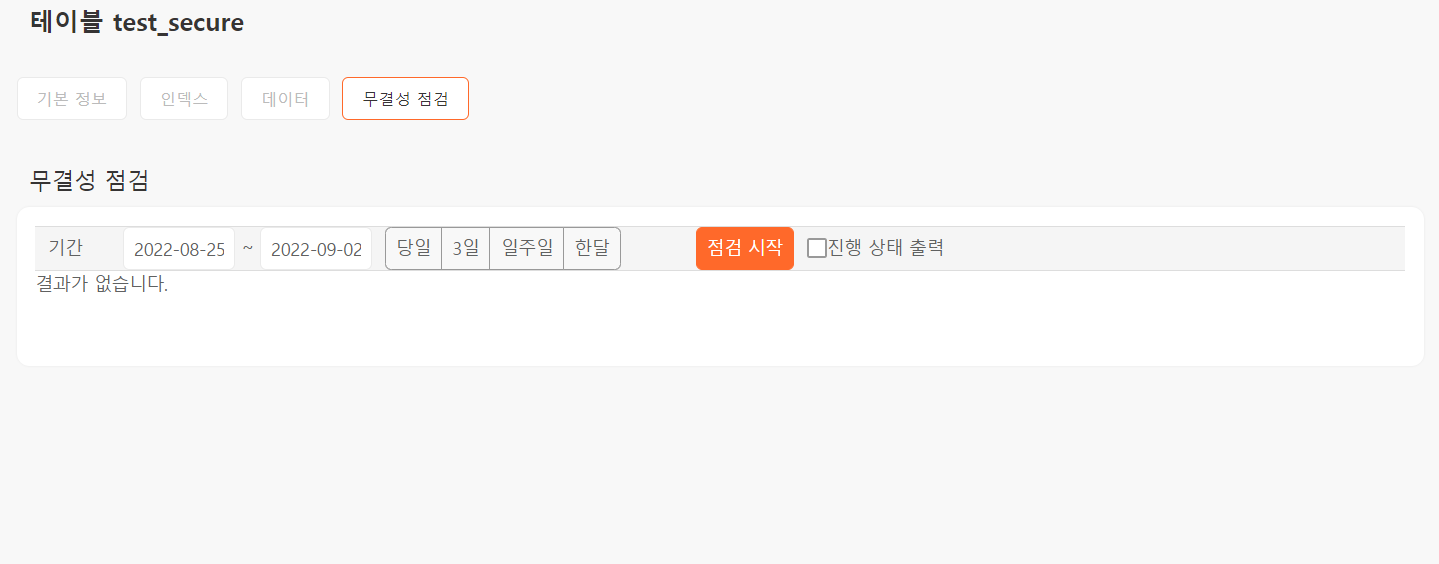 테이블 test_secure
기본 정보 인덱스 데이터 무결성 점검
무결성 점검
기간 2022-08-25 ~ 2022-09-02 당일 3일 일주일 한달 점검 시작 진행 상태 출력
결과가 없습니다.